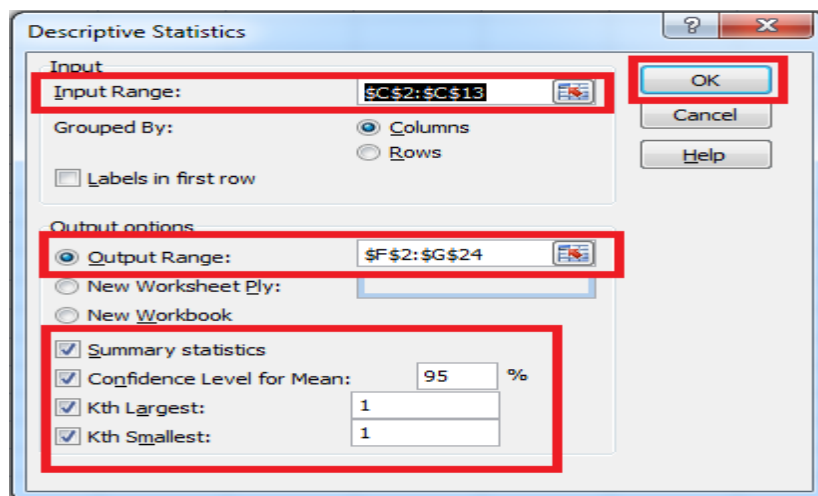 Descriptive Statistics
Input
Input Range: $C$2:$C$13
OK
Grouped By: Columns
Cancel
Rows
Help
Labels in first row
Output options
Output Range: $F$2:$G$24
New Worksheet Ply:
New Workbook
Summary statistics
Confidence Level for Mean: 95 %
Kth Largest: 1
Kth Smallest: 1